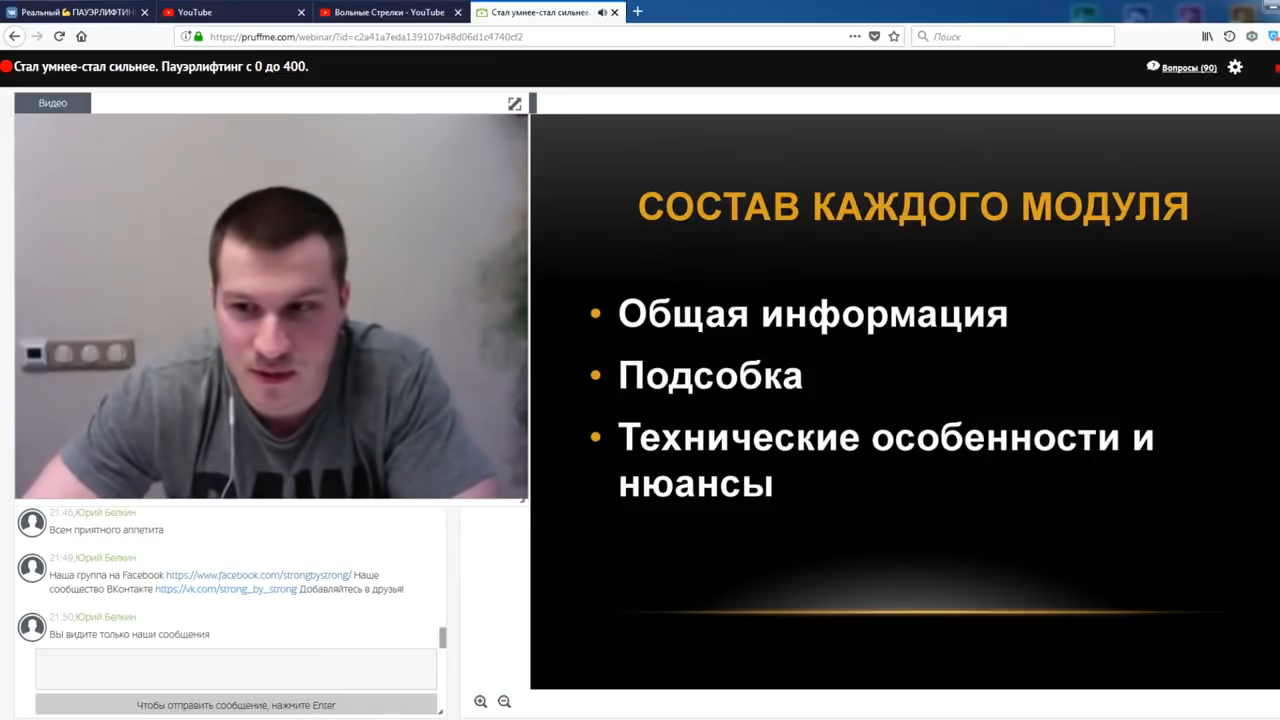 Реальный 💪 ПАУЭРЛИФТИН
YouTube
Вольные Стрелки - YouTube
Стал умнее-стал сильнее.
https://pruffme.com/webinar/?id=c2a41a7eda139107b48d06d1c4740cf2
Поиск
Стал умнее-стал сильнее. Пауэрлифтинг с 0 до 400.
Вопросы (90)
Видео
СОСТАВ КАЖДОГО МОДУЛЯ
• Общая информация
• Подсобка
• Технические особенности и
нюансы
21:46,Юрий Белкин
Всем приятного аппетита
21:49,Юрий Белкин
Наша группа на Facebook https://www.facebook.com/strongbystrong/ Наше
сообщество ВКонтакте https://vk.com/strong_by_strong Добавляйтесь в друзья!
21:50,Юрий Белкин
ВЫ видите только наши сообщения
Чтобы отправить сообщение, нажмите Enter